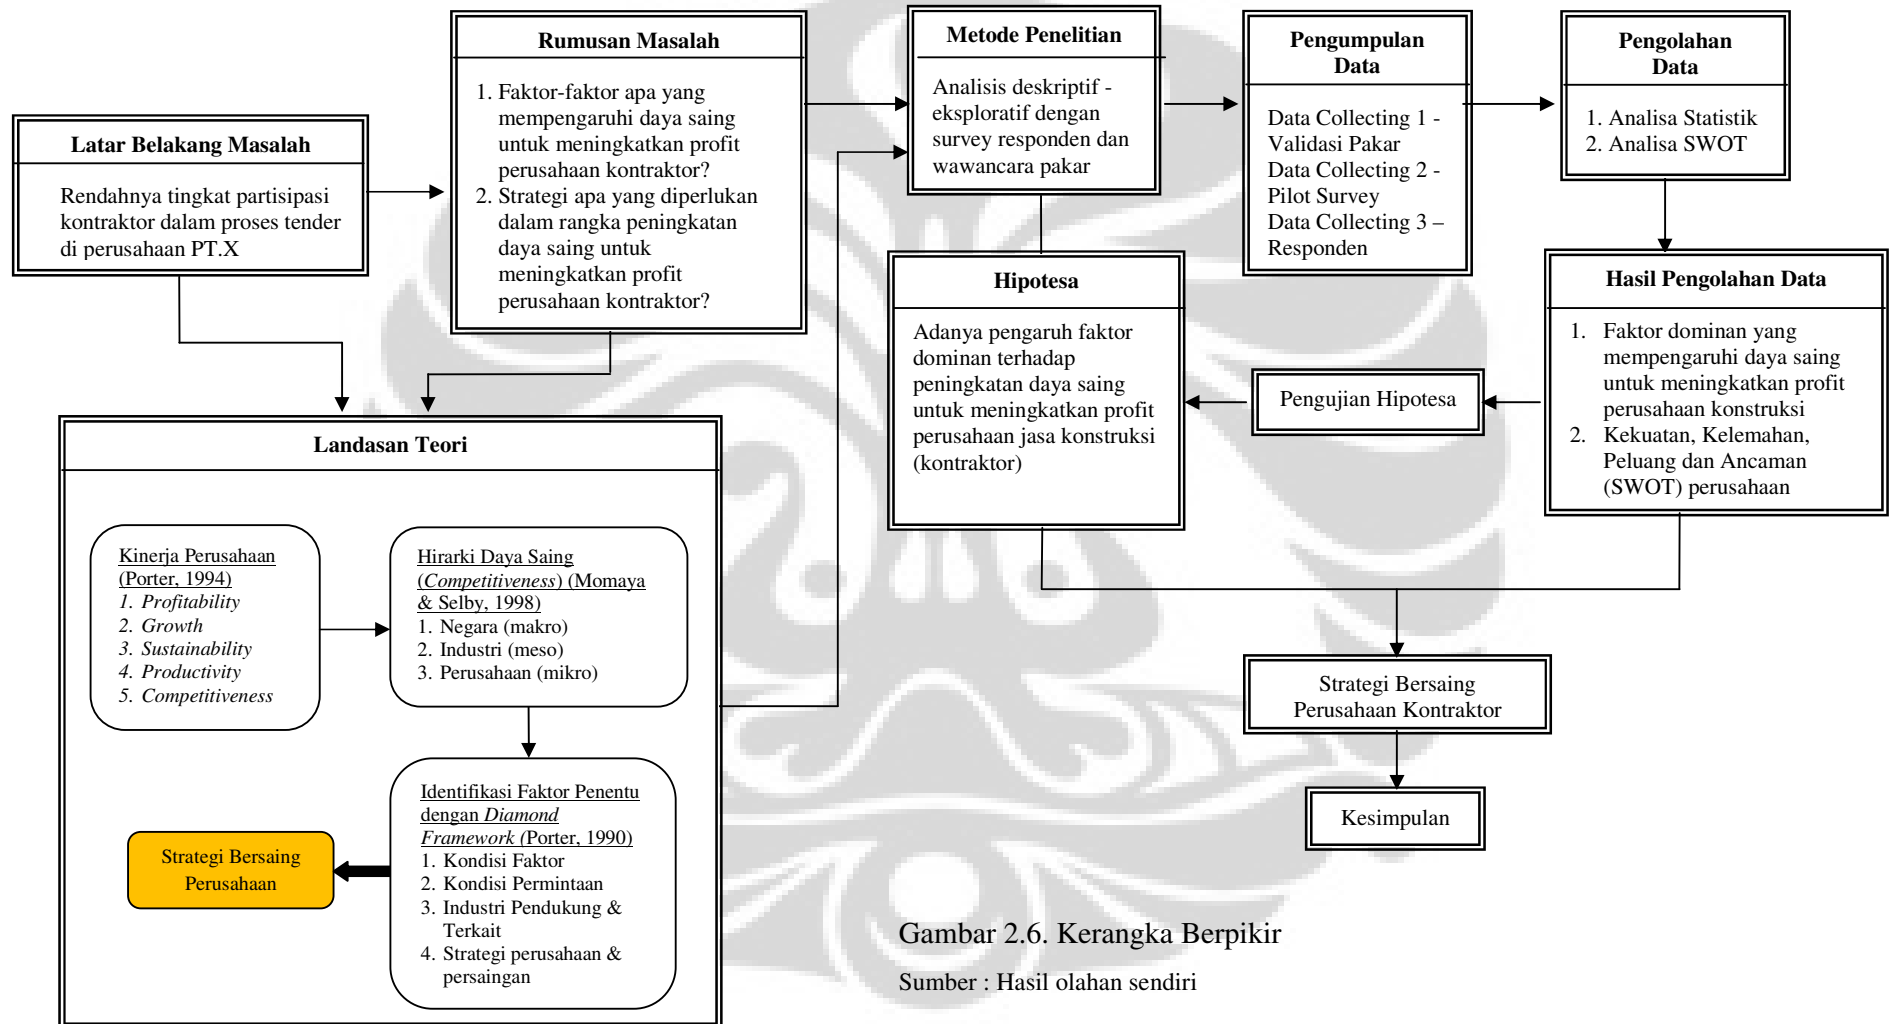 Latar Belakang Masalah
Rendahnya tingkat partisipasi
kontraktor dalam proses tender
di perusahaan PT.X
Rumusan Masalah
1. Faktor-faktor apa yang
mempengaruhi daya saing
untuk meningkatkan profit
perusahaan kontraktor?
2. Strategi apa yang diperlukan
dalam rangka peningkatan
daya saing untuk
meningkatkan profit
perusahaan kontraktor?
Metode Penelitian
Analisis deskriptif -
eksploratif dengan
survey responden dan
wawancara pakar
Pengumpulan
Data
Data Collecting 1 -
Validasi Pakar
Data Collecting 2 -
Pilot Survey
Data Collecting 3 –
Responden
Pengolahan
Data
1. Analisa Statistik
2. Analisa SWOT
Hasil Pengolahan Data
1. Faktor dominan yang
mempengaruhi daya saing
untuk meningkatkan profit
perusahaan konstruksi
2. Kekuatan, Kelemahan,
Peluang dan Ancaman
(SWOT) perusahaan
Pengujian Hipotesa
Hipotesa
Adanya pengaruh faktor
dominan terhadap
peningkatan daya saing
untuk meningkatkan profit
perusahaan jasa konstruksi
(kontraktor)
Landasan Teori
Kinerja Perusahaan
(Porter, 1994)
1. Profitability
2. Growth
3. Sustainability
4. Productivity
5. Competitiveness
Hirarki Daya Saing
(Competitiveness) (Momaya
& Selby, 1998)
1. Negara (makro)
2. Industri (meso)
3. Perusahaan (mikro)
Identifikasi Faktor Penentu
dengan Diamond
Framework (Porter, 1990)
1. Kondisi Faktor
2. Kondisi Permintaan
3. Industri Pendukung &
Terkait
4. Strategi perusahaan &
persaingan
Strategi Bersaing
Perusahaan
Strategi Bersaing
Perusahaan Kontraktor
Kesimpulan
Gambar 2.6. Kerangka Berpikir
Sumber : Hasil olahan sendiri